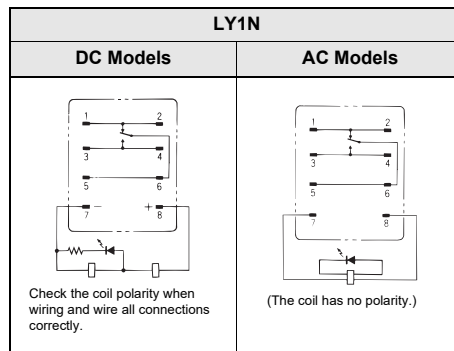 LY1N
DC Models
AC Models
1 2
3 4
5 6
7 − + 8
Check the coil polarity when
wiring and wire all connections
correctly.
1 2
3 4
5 6
7 8
(The coil has no polarity.)